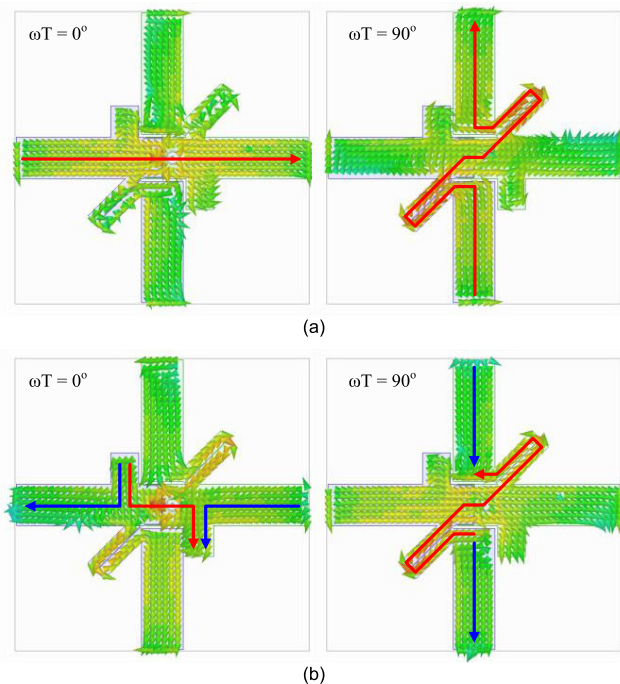 ωT = 0° ωT = 90°
(a)
ωT = 0° ωT = 90°
(b)